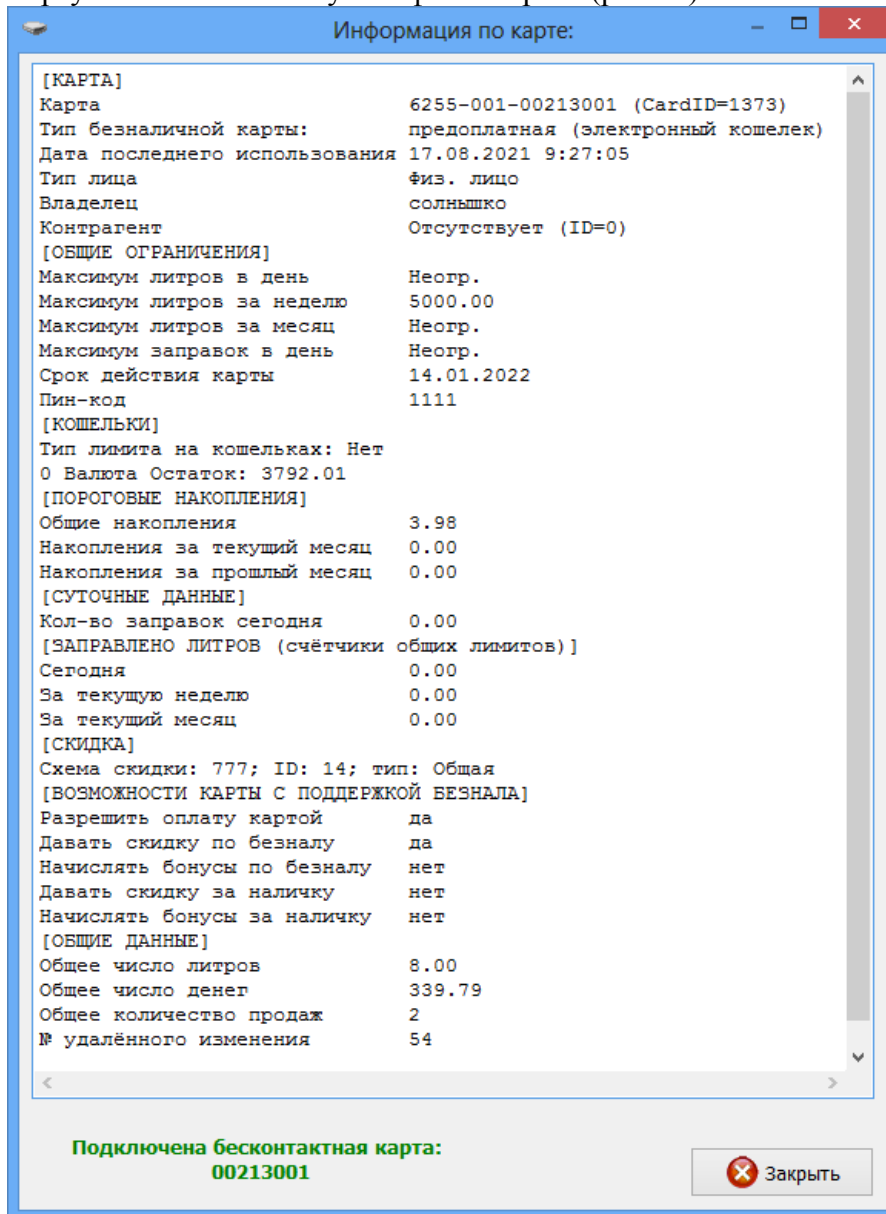 Информация по карте:
[КАРТА]
Карта 6255-001-00213001 (CardID=1373)
Тип безналичной карты: предоплатная (электронный кошелек)
Дата последнего использования 17.08.2021 9:27:05
Тип лица Физ. лицо
Владелец солнышко
Контрагент Отсутствует (ID=0)
[ОБЩИЕ ОГРАНИЧЕНИЯ]
Максимум литров в день Неогр.
Максимум литров за неделю 5000.00
Максимум литров за месяц Неогр.
Максимум заправок в день Неогр.
Срок действия карты 14.01.2022
Пин-код 1111
[КОШЕЛЬКИ]
Тип лимита на кошельках: Нет
0 Валюта Остаток: 3792.01
[ПОРОГОВЫЕ НАКОПЛЕНИЯ]
Общие накопления 3.98
Накопления за текущий месяц 0.00
Накопления за прошлый месяц 0.00
[СУТОЧНЫЕ ДАННЫЕ]
Кол-во заправок сегодня 0.00
[ЗАПРАВЛЕНО ЛИТРОВ (счётчики общих лимитов)]
Сегодня 0.00
За текущую неделю 0.00
За текущий месяц 0.00
[СКИДКА]
Схема скидки: 777; ID: 14; тип: Общая
[ВОЗМОЖНОСТИ КАРТЫ С ПОДДЕРЖКОЙ БЕЗНАЛА]
Разрешить оплату картой да
Давать скидку по безналу да
Начислять бонусы по безналу нет
Давать скидку за наличку нет
Начислять бонусы за наличку нет
[ОБЩИЕ ДАННЫЕ]
Общее число литров 8.00
Общее число денег 339.79
Общее количество продаж 2
№ удалённого изменения 54
Подключена бесконтактная карта:
00213001
Закрыть